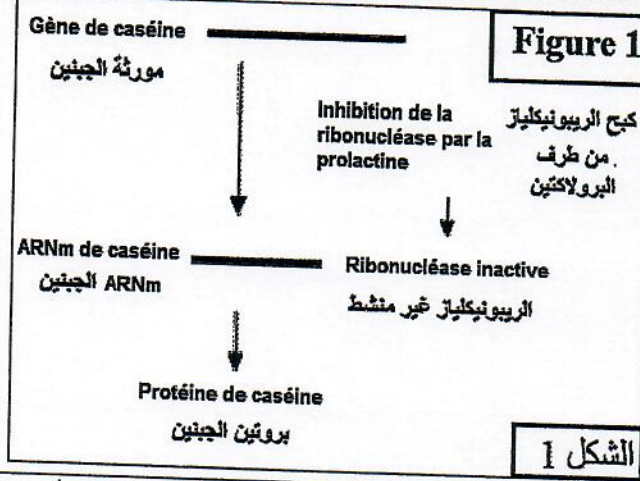 Gène de caséine
مورثة الجبنين
Figure 1
Inhibition de la
ribonucléase par la
prolactine
كبح الريبونيكلياز
من طرف
البرولاكتين
ARNm de caséine
ARNm الجبنين
Ribonucléase inactive
الريبونيكلياز غير منشط
Protéine de caséine
بروتين الجبنين
الشكل 1